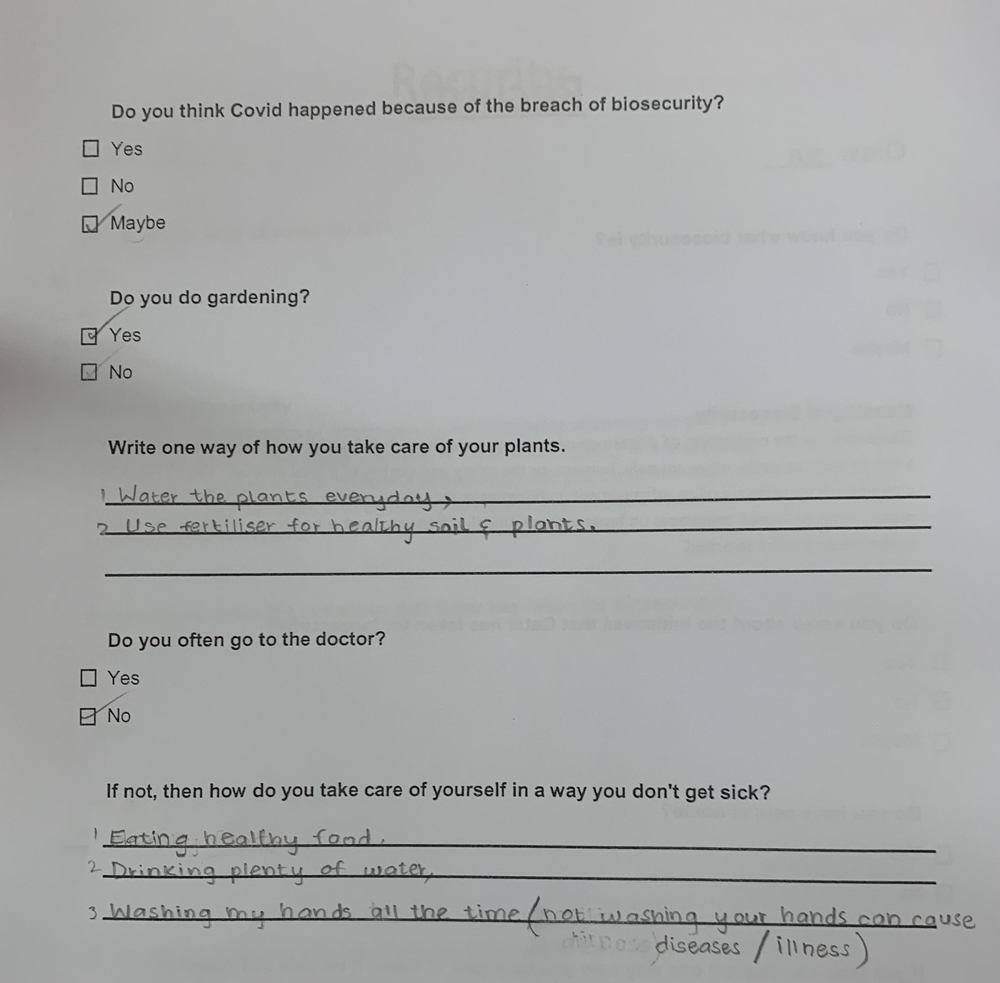 Do you think Covid happened because of the breach of biosecurity?
☐ Yes
☐ No
☑ Maybe
Do you do gardening?
☑ Yes
☐ No
Write one way of how you take care of your plants.
1 Water the plants everyday,
2 Use fertiliser for healthy soil & plants.
Do you often go to the doctor?
☐ Yes
☑ No
If not, then how do you take care of yourself in a way you don't get sick?
1 Eating healthy food.
2 Drinking plenty of water,
3 Washing my hands all the time (not washing your hands can cause
diseases / illness)